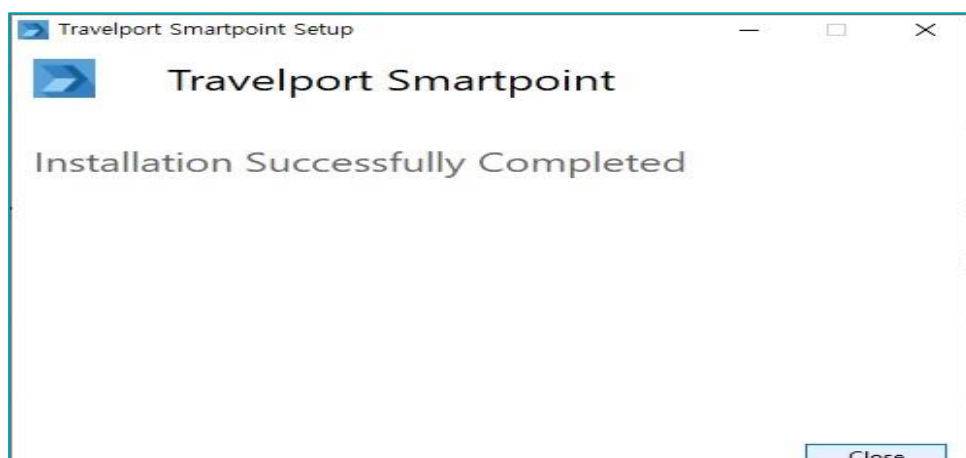 Travelport Smartpoint Setup
Travelport Smartpoint
Installation Successfully Completed
Close